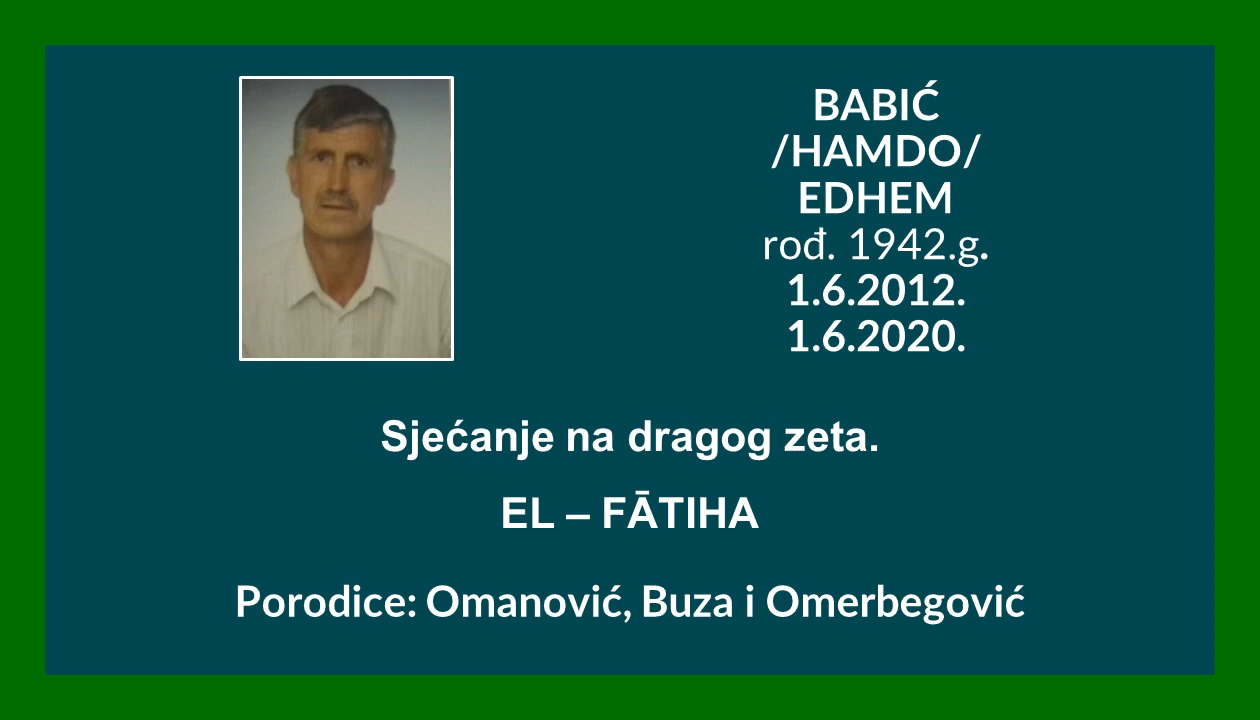 BABIĆ
/HAMDO/
EDHEM
rođ. 1942.g.
1.6.2012.
1.6.2020.
Sjećanje na dragog zeta.
EL – FĀTIHA
Porodice: Omanović, Buza i Omerbegović